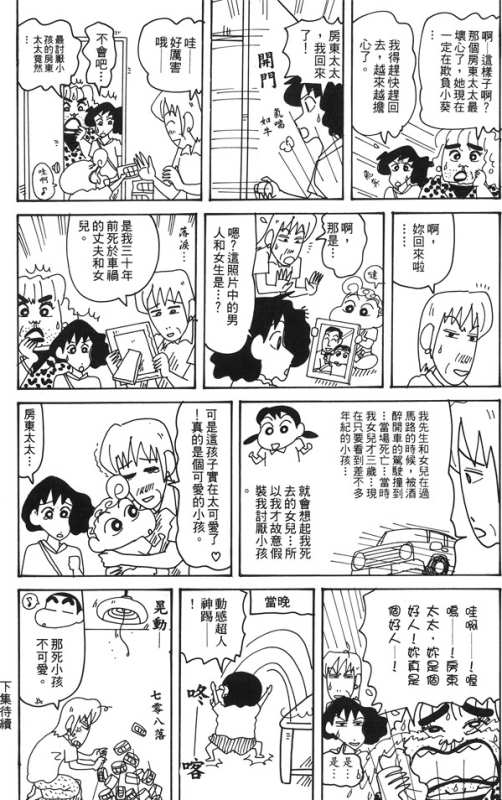 啊，這樣子啊？
那個房東太太最
壞心了，她現在
一定在欺負小葵
我得趕快趕回
去，越來越擔
心了。
房東太太
，我回來
了！
開門
氣喘
如牛
哇─
好厲害
哦…
不會吧…
最討厭小
孩的房東
太太竟然
啊，
妳回來啦
……
啊，
那是…
哇
嗯？這照片中的男
人和女生是…？
落淚…
是我三十年
前死於車禍
的丈夫和女
兒。
我先生和女兒在過
馬路的時候，被酒
醉開車的駕駛撞到
…當場死亡…當時
我女兒才三歲…現
在只要看到差不多
年紀的小孩…
就會想起我死
去的女兒…所
以我才故意假
裝我討厭小孩
。
可是這孩子實在太可愛了♡
！真的是個可愛的小孩。
房東太太…
哇啊─！喔
嗚─！房東
太太，妳是個
好人！妳真是
個好人─！
是…
是…
當晚
動感超人
神踢─
咚─喀
晃動─
七零八落
那死小孩
不可愛。
下集待續